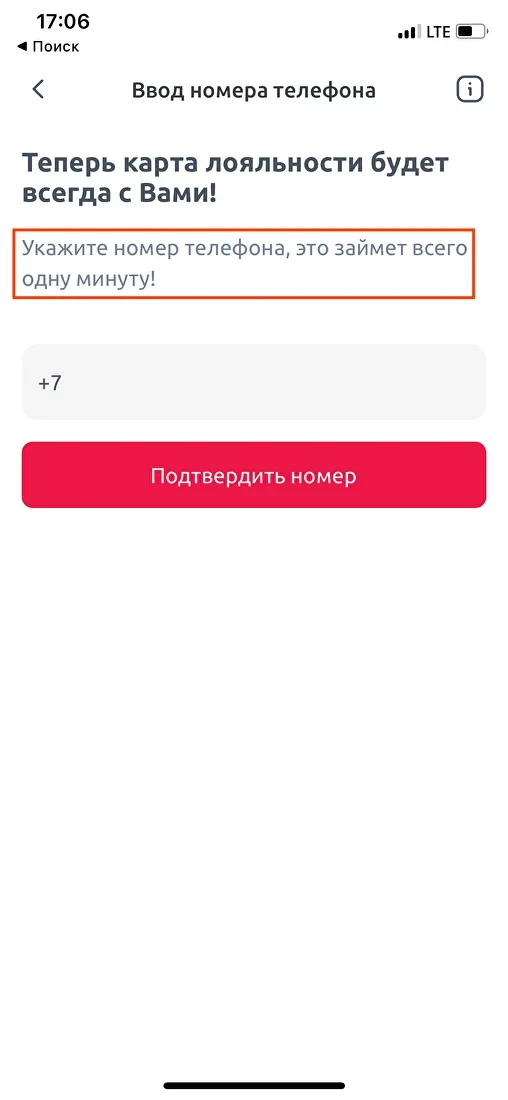 17:06
LTE
◀ Поиск
Ввод номера телефона
Теперь карта лояльности будет
всегда с Вами!
Укажите номер телефона, это займет всего
одну минуту!
+7
Подтвердить номер